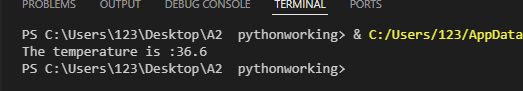 PROBLEMS OUTPUT DEBUG CONSOLE TERMINAL PORTS
PS C:\Users\123\Desktop\A2  pythonworking> & C:/Users/123/AppData
The temperature is :36.6
PS C:\Users\123\Desktop\A2  pythonworking>